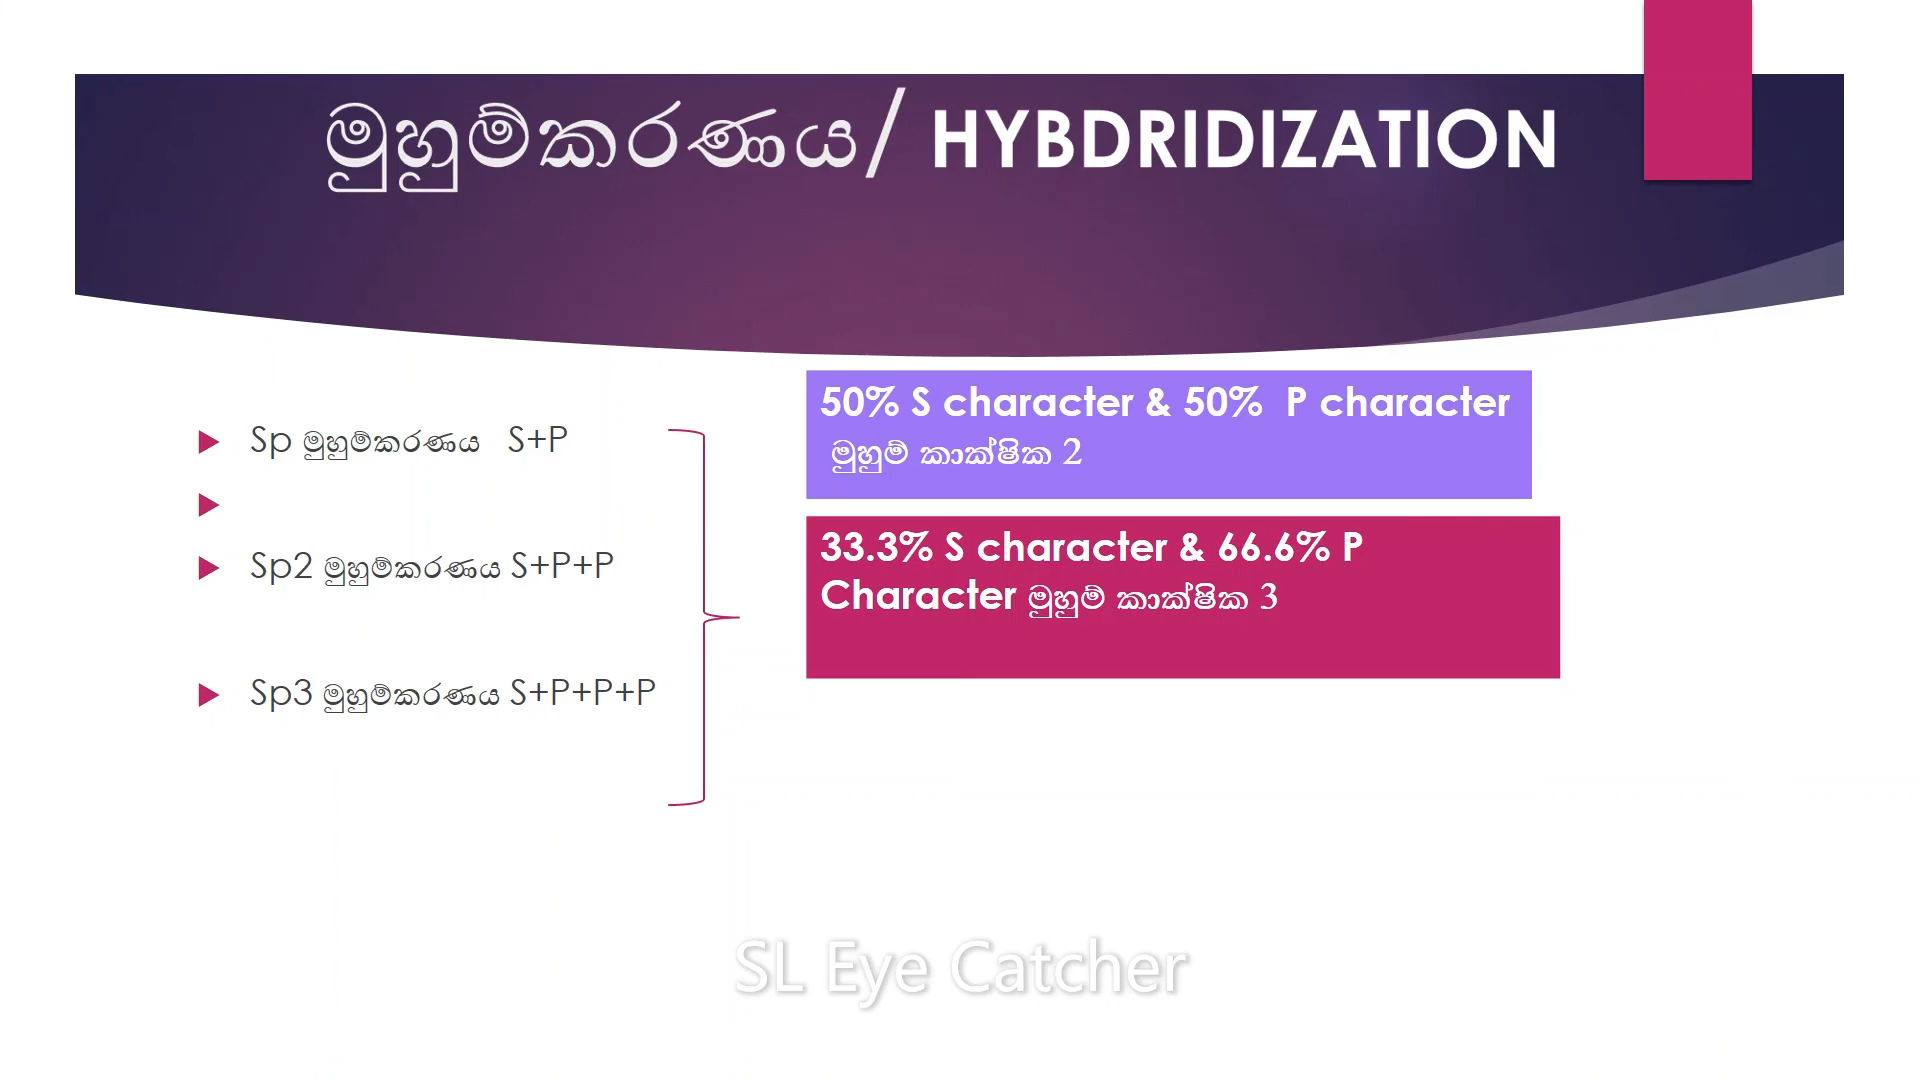 මුහුම්කරණය/ HYBDRIDIZATION
Sp මුහුම්කරණය S+P
Sp2 මුහුම්කරණය S+P+P
Sp3 මුහුම්කරණය S+P+P+P
50% S character & 50% P character
මුහුම් කාක්ෂික 2
33.3% S character & 66.6% P
Character මුහුම් කාක්ෂික 3
SL Eye Catcher